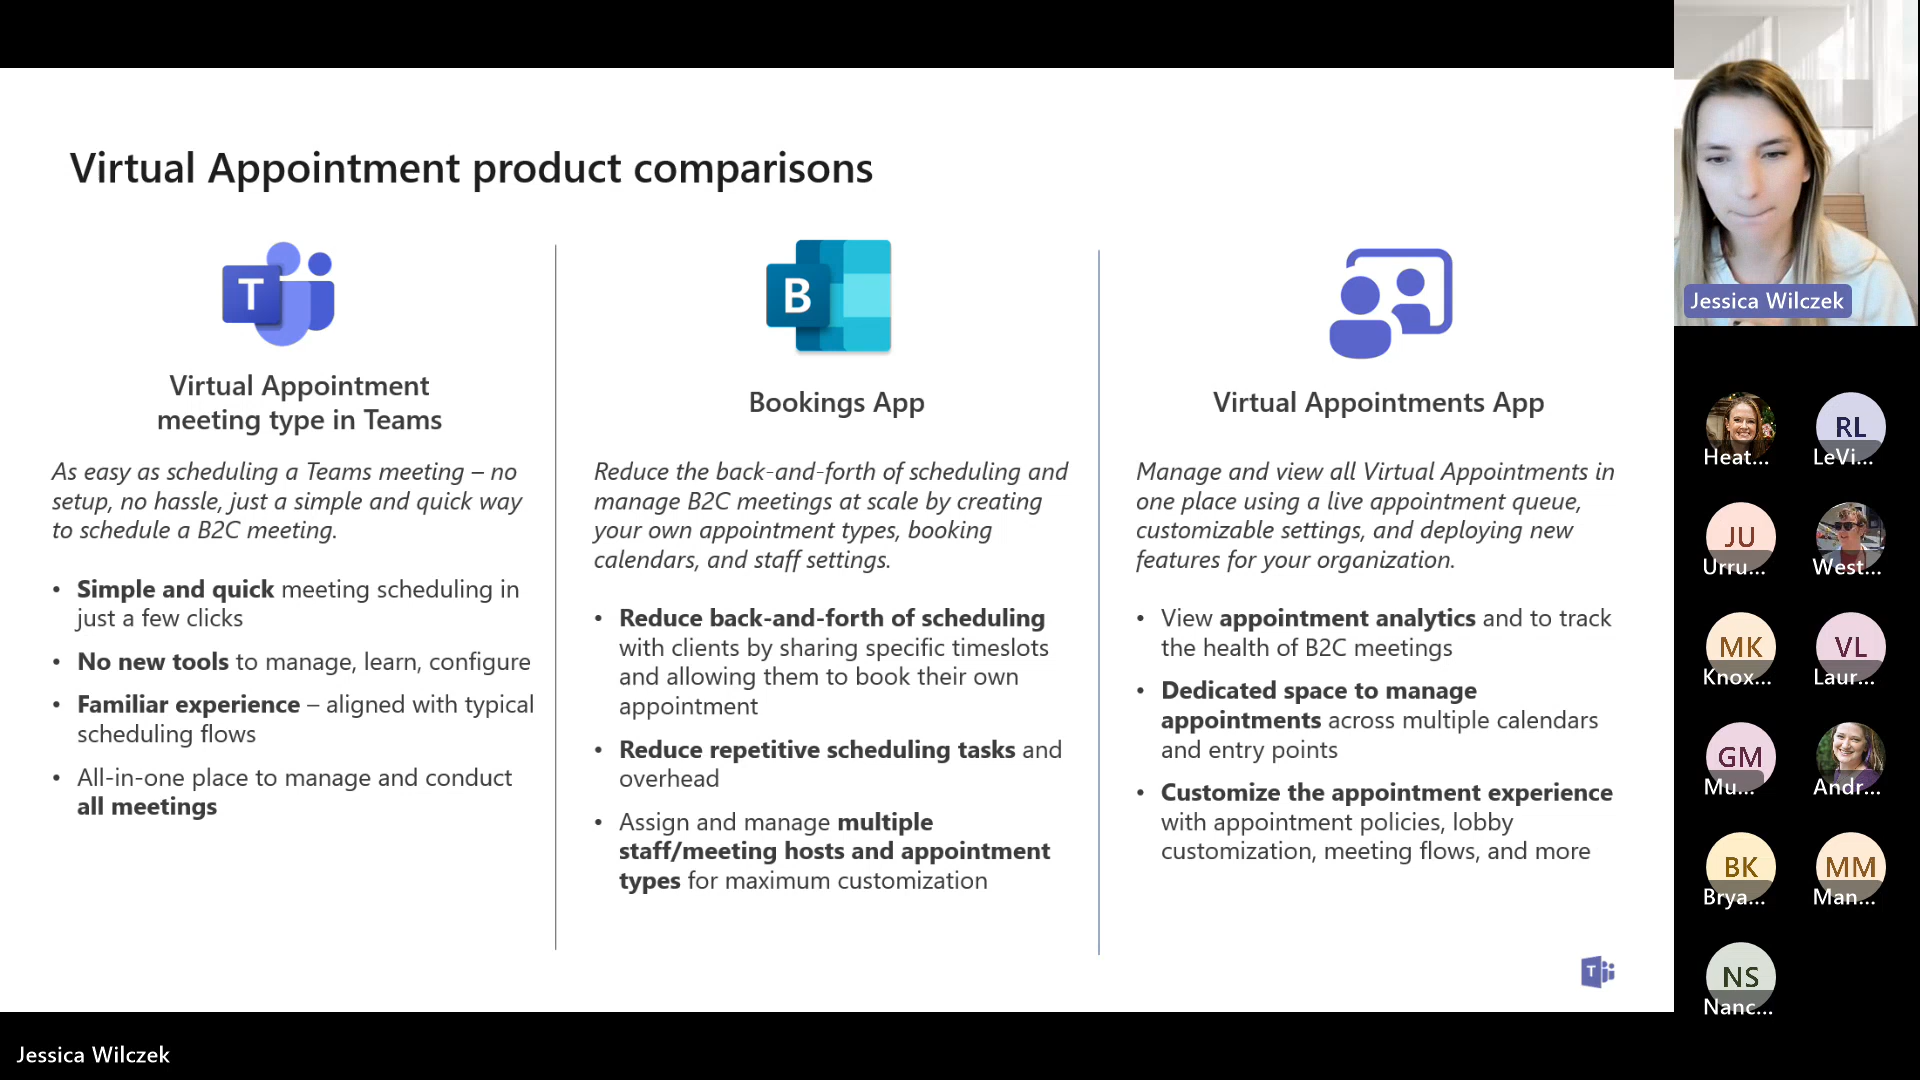 Virtual Appointment product comparisons
T
Virtual Appointment
meeting type in Teams
As easy as scheduling a Teams meeting – no
setup, no hassle, just a simple and quick way
to schedule a B2C meeting.
• Simple and quick meeting scheduling in
just a few clicks
• No new tools to manage, learn, configure
• Familiar experience – aligned with typical
scheduling flows
• All-in-one place to manage and conduct
all meetings
B
Bookings App
Reduce the back-and-forth of scheduling and
manage B2C meetings at scale by creating
your own appointment types, booking
calendars, and staff settings.
• Reduce back-and-forth of scheduling
with clients by sharing specific timeslots
and allowing them to book their own
appointment
• Reduce repetitive scheduling tasks and
overhead
• Assign and manage multiple
staff/meeting hosts and appointment
types for maximum customization
Virtual Appointments App
Manage and view all Virtual Appointments in
one place using a live appointment queue,
customizable settings, and deploying new
features for your organization.
• View appointment analytics and to track
the health of B2C meetings
• Dedicated space to manage
appointments across multiple calendars
and entry points
• Customize the appointment experience
with appointment policies, lobby
customization, meeting flows, and more
T
Jessica Wilczek
Heat...
RL
LeVi...
JU
Urru...
West...
MK
Knox...
VL
Laur...
GM
Mu...
Andr...
BK
Brya...
MM
Man...
NS
Nanc...
Jessica Wilczek